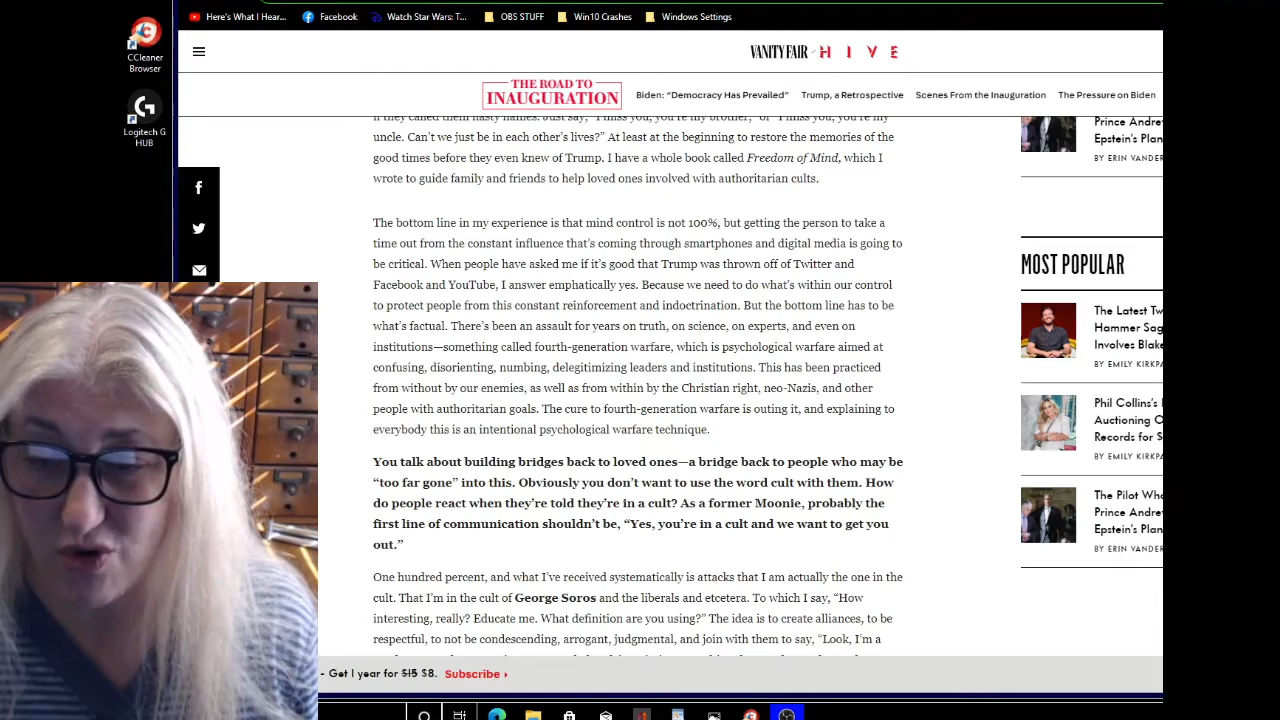 Here's What I Hear...
Facebook
Watch Star Wars: T...
OBS STUFF
Win10 Crashes
Windows Settings
CCleaner
Browser
Logitech G
HUB
VANITY FAIR HIVE
THE ROAD TO
INAUGURATION
Biden: “Democracy Has Prevailed”
Trump, a Retrospective
Scenes From the Inauguration
The Pressure on Biden
if they called them nasty names. Just say, “I miss you, you’re my brother,” or “I miss you, you’re my
uncle. Can’t we just be in each other’s lives?” At least at the beginning to restore the memories of the
good times before they even knew of Trump. I have a whole book called Freedom of Mind, which I
wrote to guide family and friends to help loved ones involved with authoritarian cults.
The bottom line in my experience is that mind control is not 100%, but getting the person to take a
time out from the constant influence that’s coming through smartphones and digital media is going to
be critical. When people have asked me if it’s good that Trump was thrown off of Twitter and
Facebook and YouTube, I answer emphatically yes. Because we need to do what’s within our control
to protect people from this constant reinforcement and indoctrination. But the bottom line has to be
what’s factual. There’s been an assault for years on truth, on science, on experts, and even on
institutions—something called fourth-generation warfare, which is psychological warfare aimed at
confusing, disorienting, numbing, delegitimizing leaders and institutions. This has been practiced
from without by our enemies, as well as from within by the Christian right, neo-Nazis, and other
people with authoritarian goals. The cure to fourth-generation warfare is outing it, and explaining to
everybody this is an intentional psychological warfare technique.
You talk about building bridges back to loved ones—a bridge back to people who may be
“too far gone” into this. Obviously you don’t want to use the word cult with them. How
do people react when they’re told they’re in a cult? As a former Moonie, probably the
first line of communication shouldn’t be, “Yes, you’re in a cult and we want to get you
out.”
One hundred percent, and what I’ve received systematically is attacks that I am actually the one in the
cult. That I’m in the cult of George Soros and the liberals and etcetera. To which I say, “How
interesting, really? Educate me. What definition are you using?” The idea is to create alliances, to be
respectful, to not be condescending, arrogant, judgmental, and join with them to say, “Look, I’m a
Prince Andre
Epstein's Plan
BY ERIN VANDER
MOST POPULAR
The Latest Tw
Hammer Sag
Involves Blake
BY EMILY KIRKPA
Phil Collins's
Auctioning O
Records for $
BY EMILY KIRKPA
The Pilot Who
Prince Andre
Epstein's Plan
BY ERIN VANDER
- Get 1 year for $15 $8. Subscribe